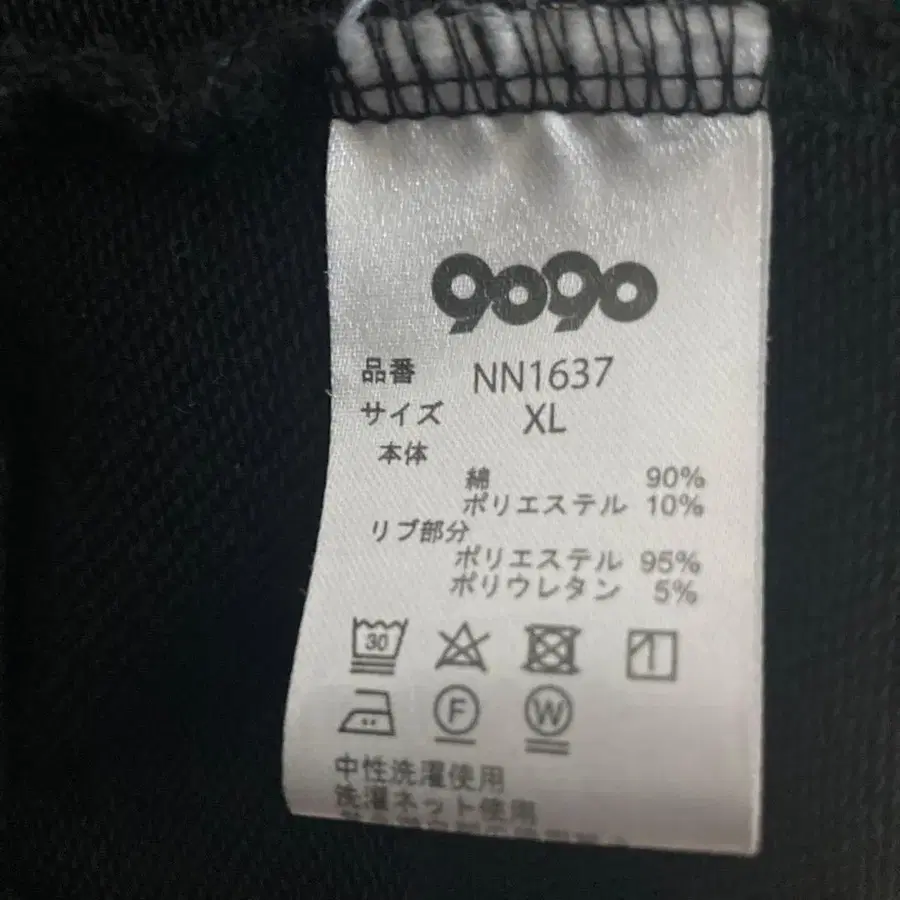 9090
品番 NN1637
サイズ XL
本体
綿 90%
ポリエステル 10%
リブ部分
ポリエステル 95%
ポリウレタン 5%
30
F W
中性洗濯使用
洗濯ネット使用